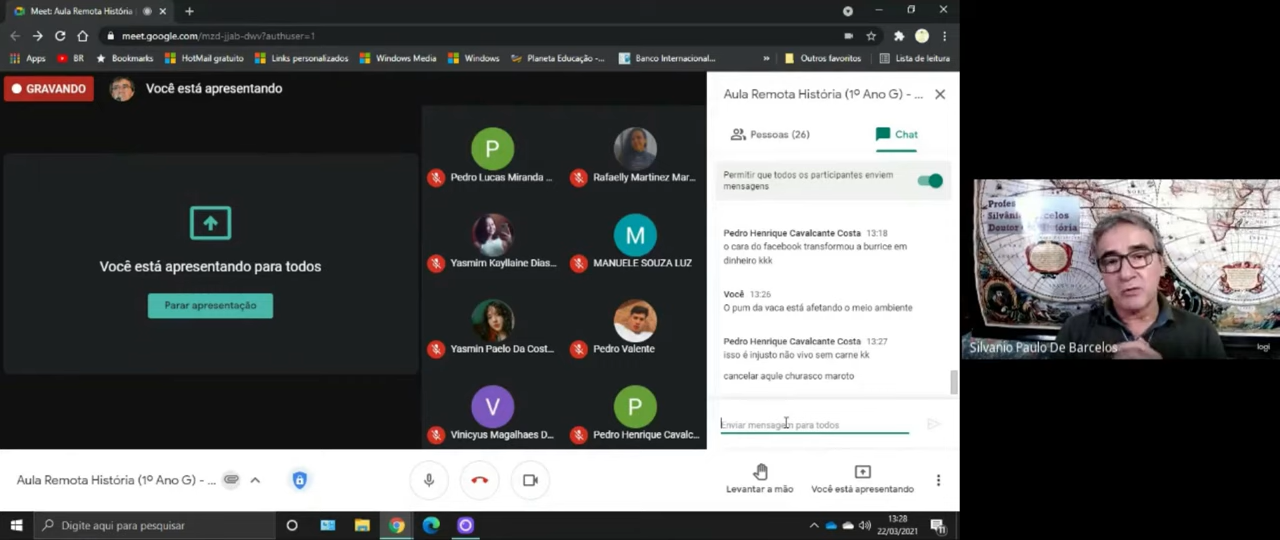 Meet: Aula Remota História
meet.google.com/mzd-jjab-dwv?authuser=1
Apps
BR
Bookmarks
HotMail gratuito
Links personalizados
Windows Media
Windows
Planeta Educação -...
Banco Internacional...
»
Outros favoritos
Lista de leitura
GRAVANDO
Você está apresentando
Você está apresentando para todos
Parar apresentação
P
Pedro Lucas Miranda ...
Rafaelly Martinez Mar...
Yasmim Kayllaine Dias...
M
MANUELE SOUZA LUZ
Yasmin Paelo Da Cost...
Pedro Valente
V
Vinicyus Magalhaes D...
P
Pedro Henrique Cavalc...
Aula Remota História (1º Ano G) - ...
Pessoas (26)
Chat
Permitir que todos os participantes enviem
mensagens
Pedro Henrique Cavalcante Costa 13:18
o cara do facebook transformou a burrice em
dinheiro kkk
Você 13:26
O pum da vaca está afetando o meio ambiente
Pedro Henrique Cavalcante Costa 13:27
isso é injusto não vivo sem carne kk
cancelar aqule churasco maroto
Enviar mensagem para todos
Aula Remota História (1º Ano G) - ...
Levantar a mão
Você está apresentando
Digite aqui para pesquisar
13:28
22/03/2021
Silvanio Paulo De Barcelos
logi